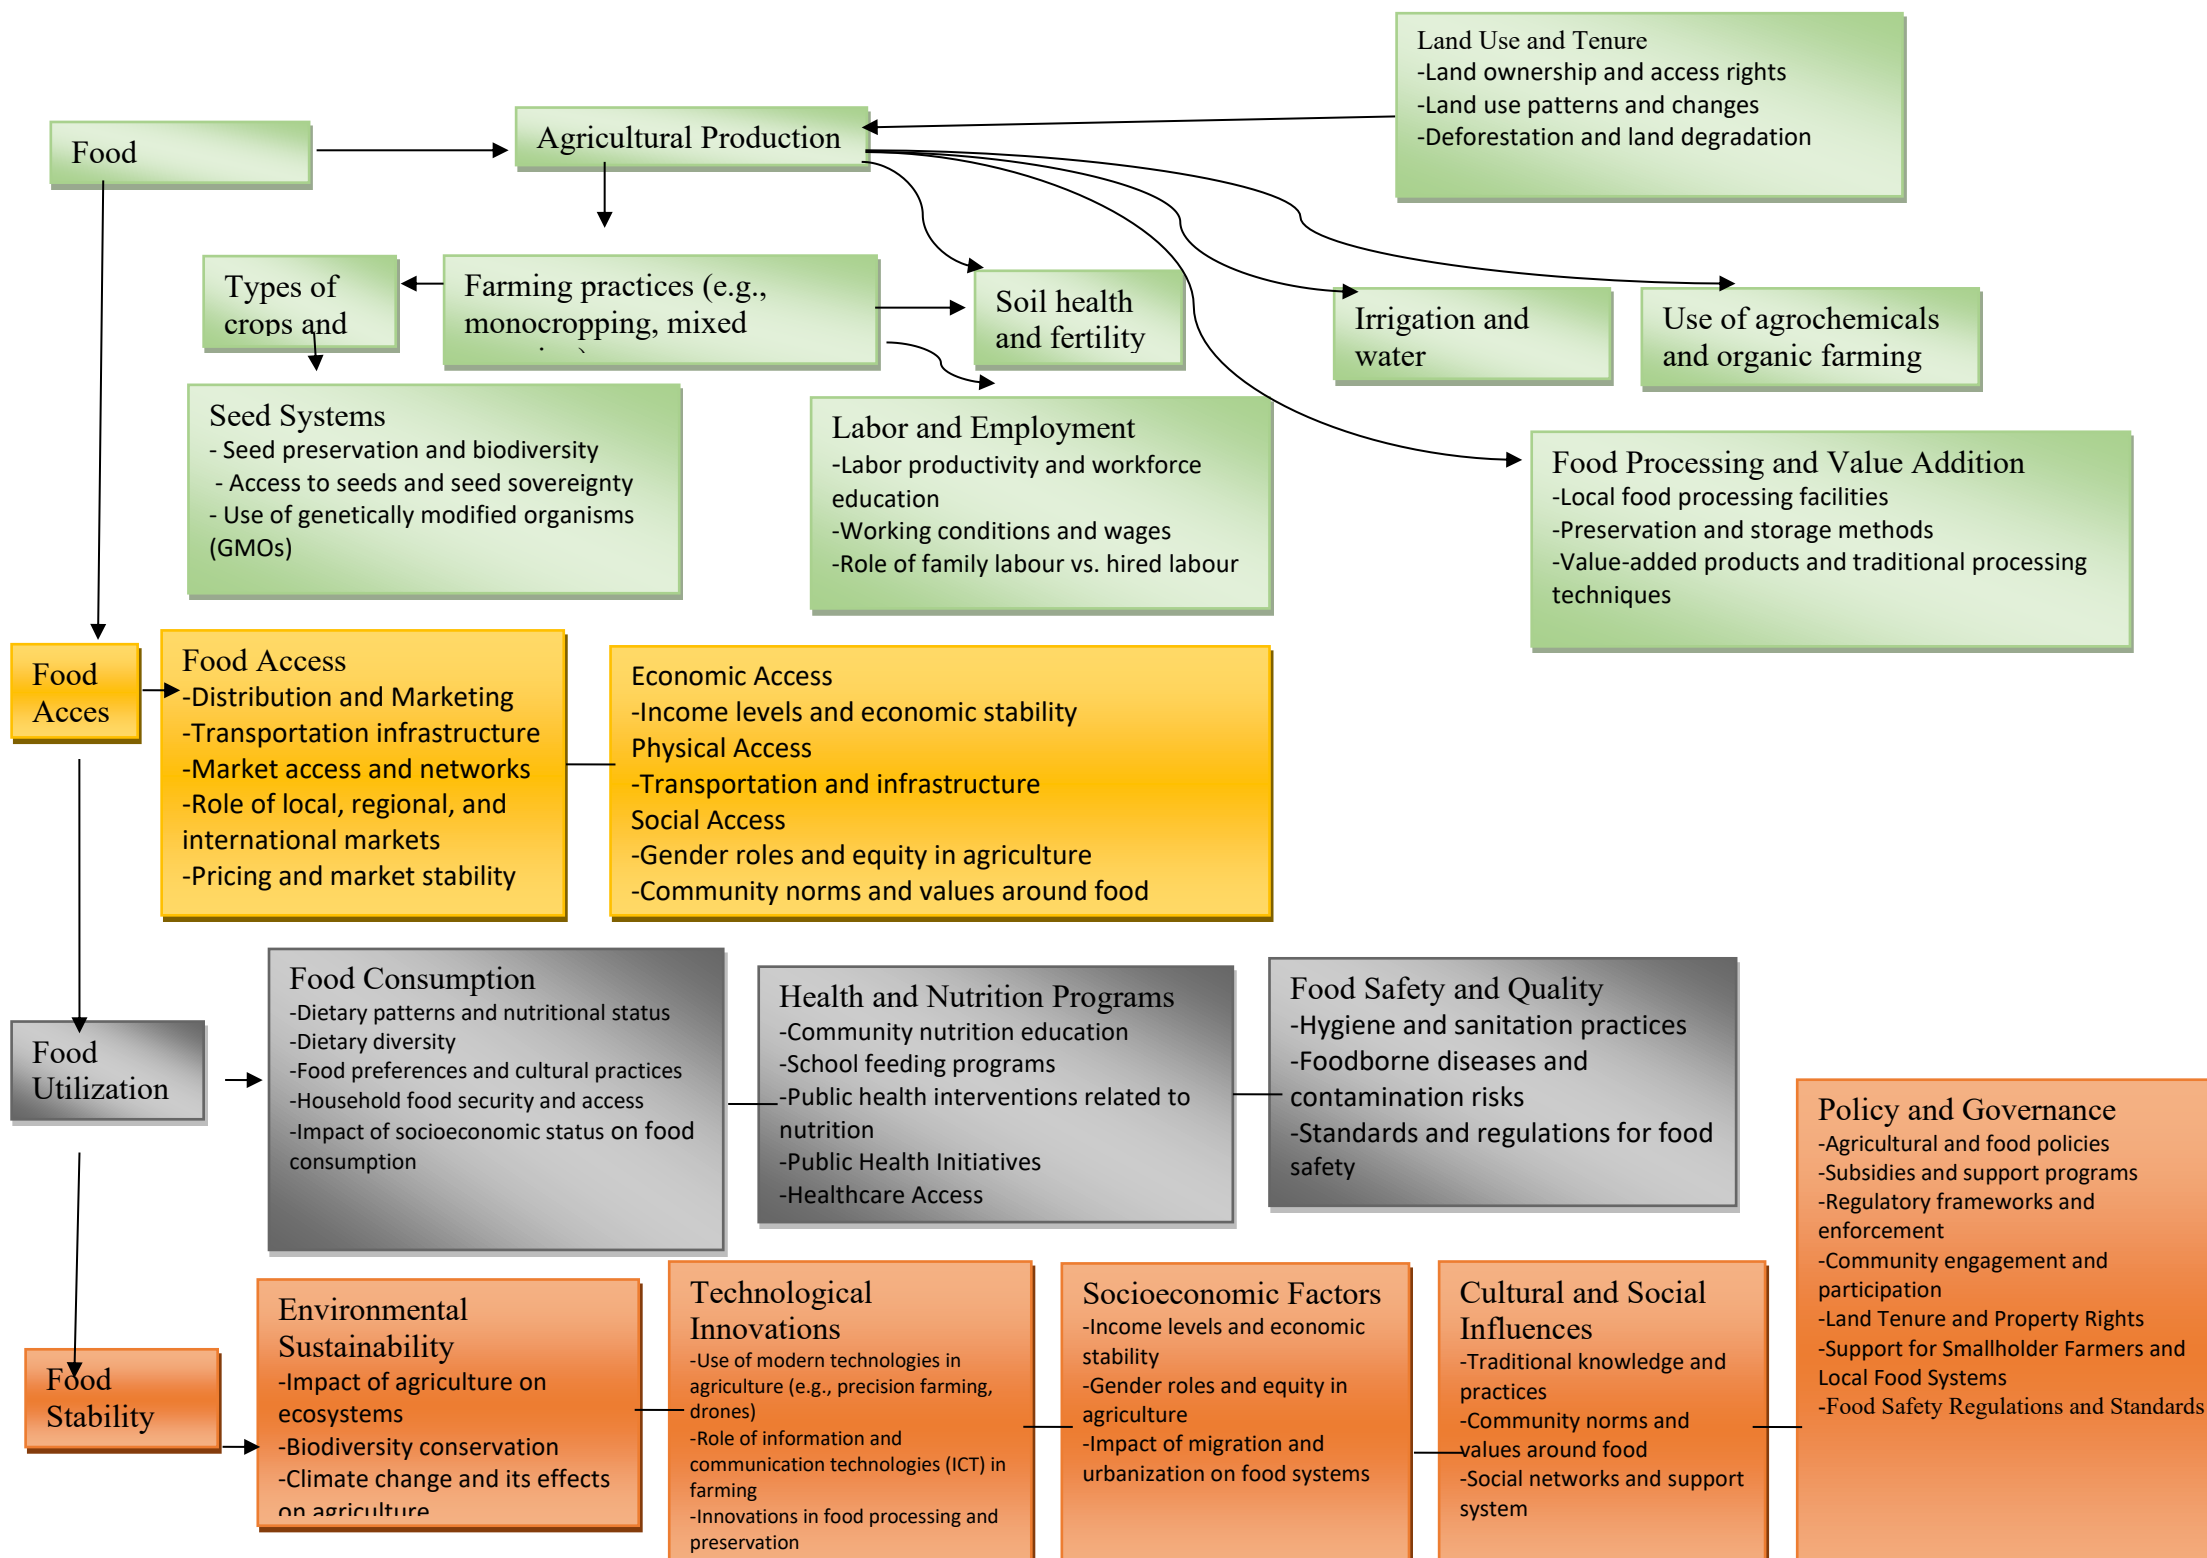 Land Use and Tenure
-Land ownership and access rights
-Land use patterns and changes
-Deforestation and land degradation
Food
Agricultural Production
Types of
crops and
Farming practices (e.g.,
monocropping, mixed
Soil health
and fertility
Irrigation and
water
Use of agrochemicals
and organic farming
Seed Systems
- Seed preservation and biodiversity
- Access to seeds and seed sovereignty
- Use of genetically modified organisms
(GMOs)
Labor and Employment
-Labor productivity and workforce
education
-Working conditions and wages
-Role of family labour vs. hired labour
Food Processing and Value Addition
-Local food processing facilities
-Preservation and storage methods
-Value-added products and traditional processing
techniques
Food
Acces
Food Access
-Distribution and Marketing
-Transportation infrastructure
-Market access and networks
-Role of local, regional, and
international markets
-Pricing and market stability
Economic Access
-Income levels and economic stability
Physical Access
-Transportation and infrastructure
Social Access
-Gender roles and equity in agriculture
-Community norms and values around food
Food
Utilization
Food Consumption
-Dietary patterns and nutritional status
-Dietary diversity
-Food preferences and cultural practices
-Household food security and access
-Impact of socioeconomic status on food
consumption
Health and Nutrition Programs
-Community nutrition education
-School feeding programs
-Public health interventions related to
nutrition
-Public Health Initiatives
-Healthcare Access
Food Safety and Quality
-Hygiene and sanitation practices
-Foodborne diseases and
contamination risks
-Standards and regulations for food
safety
Food
Stability
Environmental
Sustainability
-Impact of agriculture on
ecosystems
-Biodiversity conservation
-Climate change and its effects
on agriculture
Technological
Innovations
-Use of modern technologies in
agriculture (e.g., precision farming,
drones)
-Role of information and
communication technologies (ICT) in
farming
-Innovations in food processing and
preservation
Socioeconomic Factors
-Income levels and economic
stability
-Gender roles and equity in
agriculture
-Impact of migration and
urbanization on food systems
Cultural and Social
Influences
-Traditional knowledge and
practices
-Community norms and
values around food
-Social networks and support
system
Policy and Governance
-Agricultural and food policies
-Subsidies and support programs
-Regulatory frameworks and
enforcement
-Community engagement and
participation
-Land Tenure and Property Rights
-Support for Smallholder Farmers and
Local Food Systems
-Food Safety Regulations and Standards